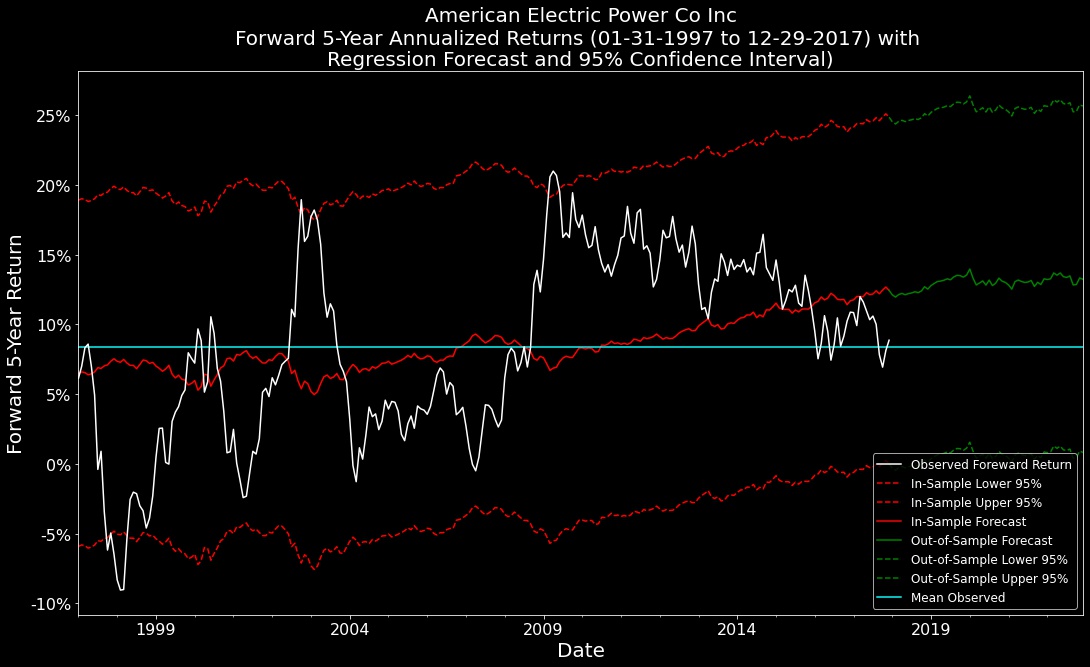 American Electric Power Co Inc
Forward 5-Year Annualized Returns (01-31-1997 to 12-29-2017) with
Regression Forecast and 95% Confidence Interval)
Forward 5-Year Return
25%
20%
15%
10%
5%
0%
-5%
-10%
Observed Foreward Return
In-Sample Lower 95%
In-Sample Upper 95%
In-Sample Forecast
Out-of-Sample Forecast
Out-of-Sample Lower 95%
Out-of-Sample Upper 95%
Mean Observed
1999 2004 2009 2014 2019
Date